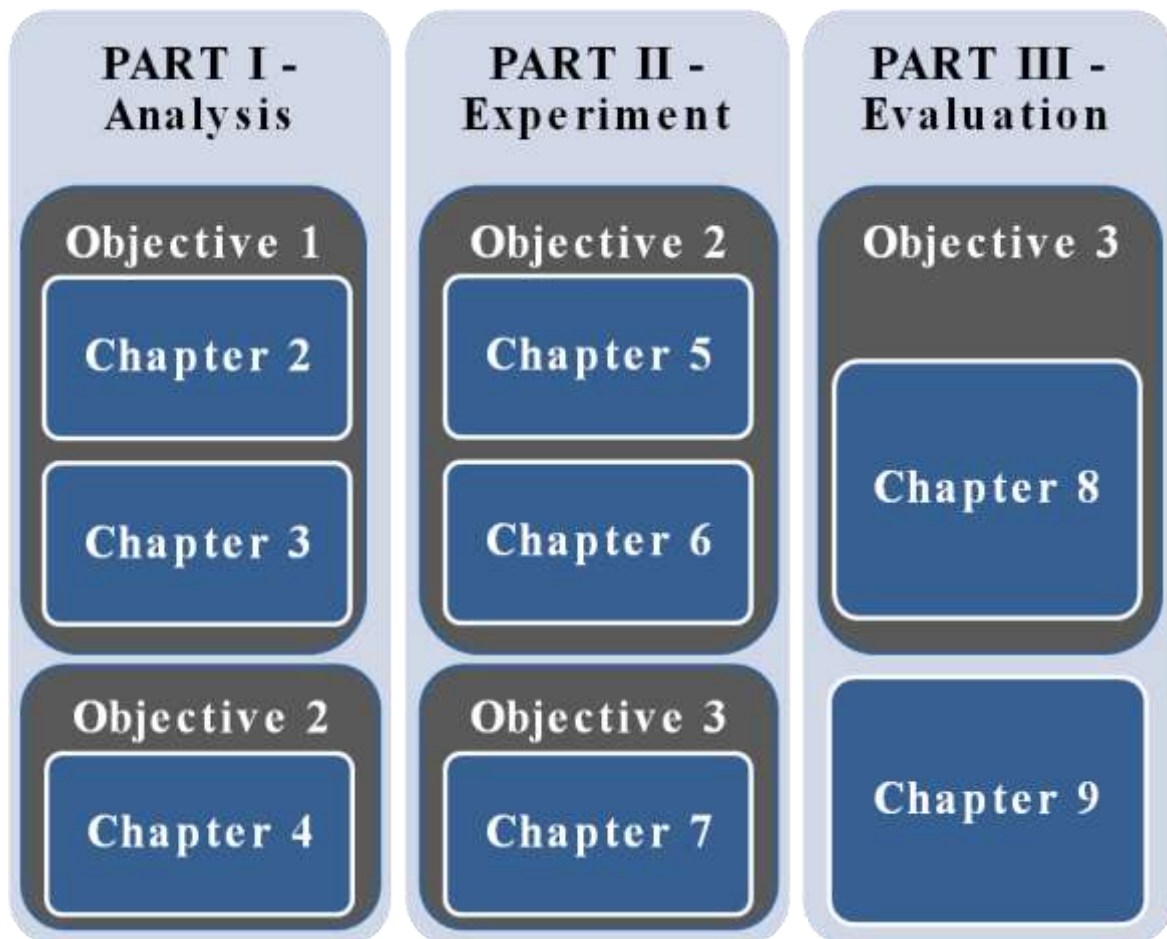 PART I -
Analysis
Objective 1
Chapter 2
Chapter 3
Objective 2
Chapter 4
PART II -
Experiment
Objective 2
Chapter 5
Chapter 6
Objective 3
Chapter 7
PART III -
Evaluation
Objective 3
Chapter 8
Chapter 9